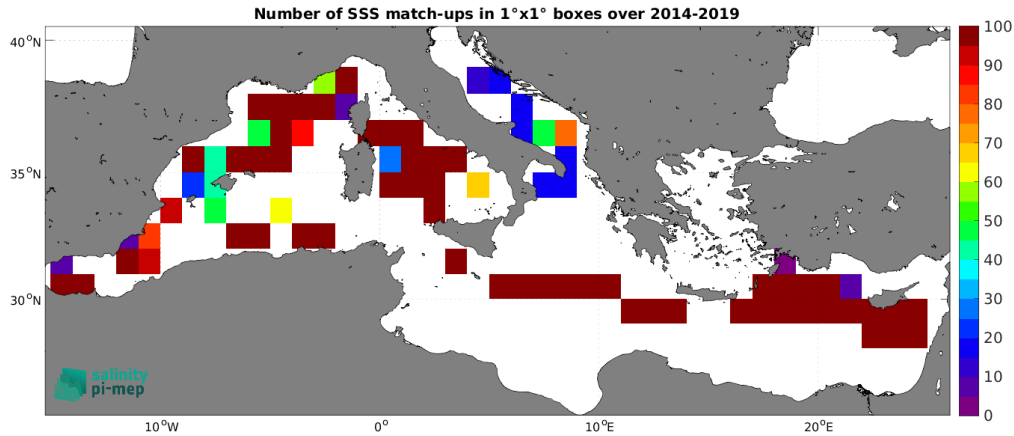 Number of SSS match-ups in 1°x1° boxes over 2014-2019
40°N
35°N
30°N
10°W
0°
10°E
20°E
100
90
80
70
60
50
40
30
20
10
0
salinity
pi-mep